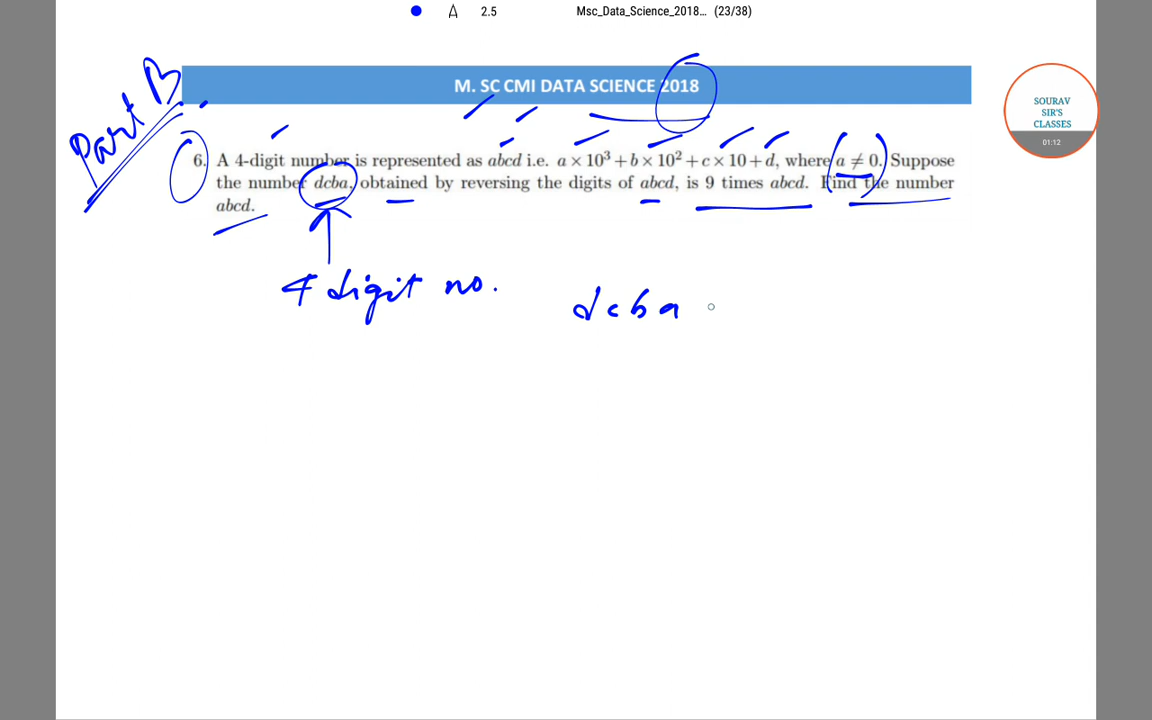 2.5 Msc_Data_Science_2018... (23/38)
M. SC CMI DATA SCIENCE 2018
SOURAV
SIR'S
CLASSES
01:12
Part B
6. A 4-digit number is represented as abcd i.e. a × 10³ + b × 10² + c × 10 + d, where a ≠ 0. Suppose
the number dcba, obtained by reversing the digits of abcd, is 9 times abcd. Find the number
abcd.
4 digit no.
dcba